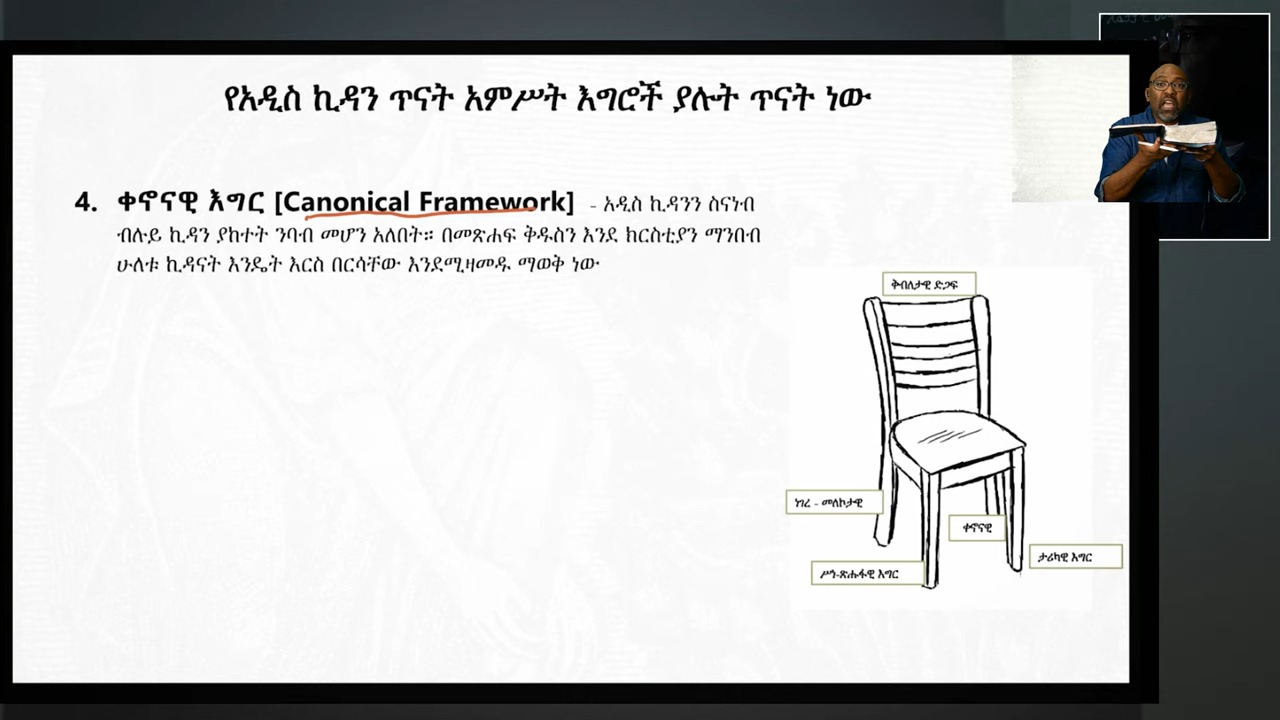 የአዲስ ኪዳን ጥናት አምሥት እግሮች ያሉት ጥናት ነው
4. ቀኖናዊ እግር [Canonical Framework] - አዲስ ኪዳንን ስናነብ
ብሉይ ኪዳን ያከተት ንባብ መሆን አለበት። በመጽሐፍ ቅዱስን እንደ ክርስቲያን ማንበብ
ሁለቱ ኪዳናት እንዴት እርስ በርሳቸው እንደሚዛመዱ ማወቅ ነው
ቅብለታዊ ድጋፍ
ነገረ - መለኮታዊ
ቀኖናዊ
ታሪካዊ እግር
ሥነ-ጽሑፋዊ እግር